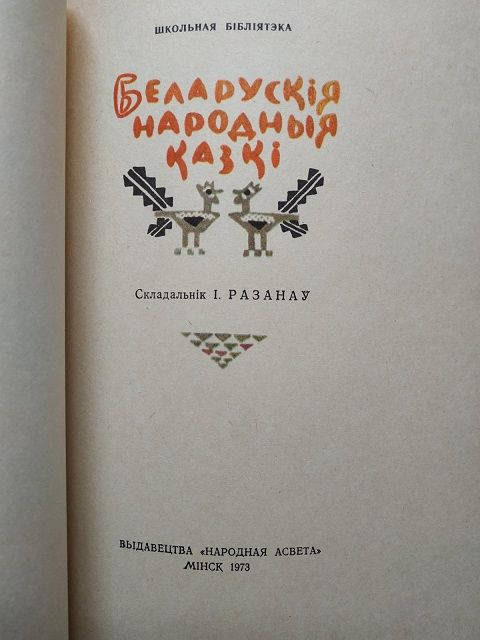 ШКОЛЬНАЯ БІБЛІЯТЭКА
БЕЛАРУСКІЯ
НАРОДНЫЯ
КАЗКІ
Складальнік І. РАЗАНАЎ
ВЫДАВЕЦТВА «НАРОДНАЯ АСВЕТА»
МІНСК 1973